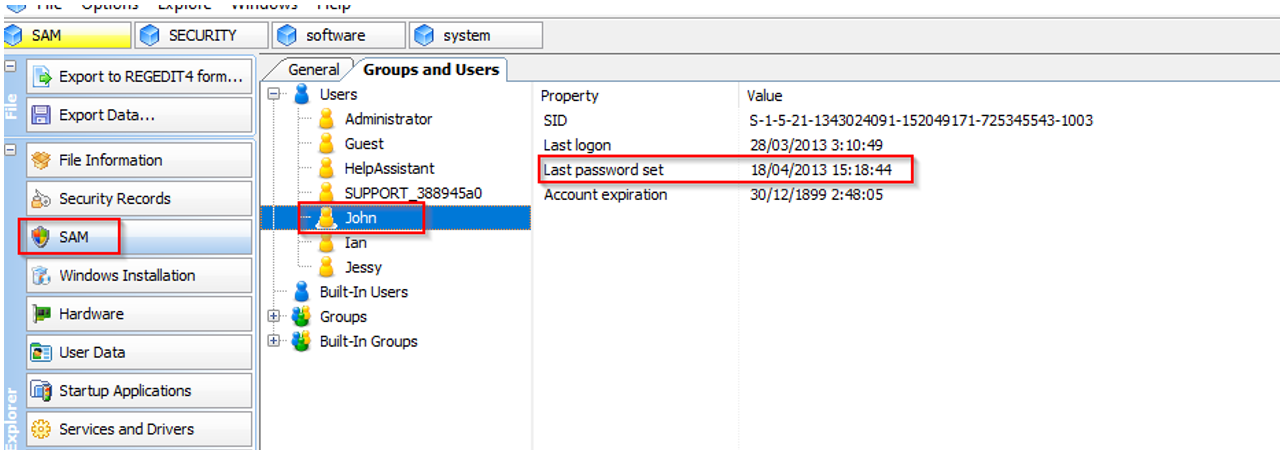 File Options Explore Windows Help
SAM SECURITY software system
File
Export to REGEDIT4 form...
Export Data...
Explorer
File Information
Security Records
SAM
Windows Installation
Hardware
User Data
Startup Applications
Services and Drivers
General Groups and Users
Users
Administrator
Guest
HelpAssistant
SUPPORT_388945a0
John
Ian
Jessy
Built-In Users
Groups
Built-In Groups
Property Value
SID S-1-5-21-1343024091-152049171-725345543-1003
Last logon 28/03/2013 3:10:49
Last password set 18/04/2013 15:18:44
Account expiration 30/12/1899 2:48:05